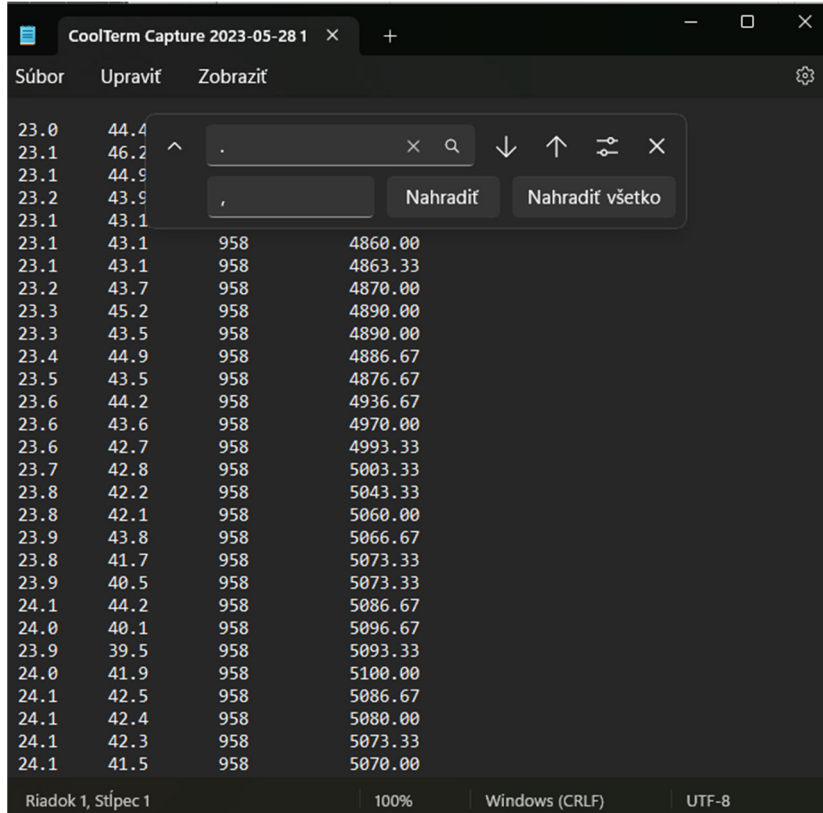 CoolTerm Capture 2023-05-28 1
Súbor Upraviť Zobraziť
.
, Nahradiť Nahradiť všetko
23.0 44.4
23.1 46.2
23.1 44.9
23.2 43.9
23.1 43.1
23.1 43.1 958 4860.00
23.1 43.1 958 4863.33
23.2 43.7 958 4870.00
23.3 45.2 958 4890.00
23.3 43.5 958 4890.00
23.4 44.9 958 4886.67
23.5 43.5 958 4876.67
23.6 44.2 958 4936.67
23.6 43.6 958 4970.00
23.6 42.7 958 4993.33
23.7 42.8 958 5003.33
23.8 42.2 958 5043.33
23.8 42.1 958 5060.00
23.9 43.8 958 5066.67
23.8 41.7 958 5073.33
23.9 40.5 958 5073.33
24.1 44.2 958 5086.67
24.0 40.1 958 5096.67
23.9 39.5 958 5093.33
24.0 41.9 958 5100.00
24.1 42.5 958 5086.67
24.1 42.4 958 5080.00
24.1 42.3 958 5073.33
24.1 41.5 958 5070.00
Riadok 1, Stĺpec 1 100% Windows (CRLF) UTF-8